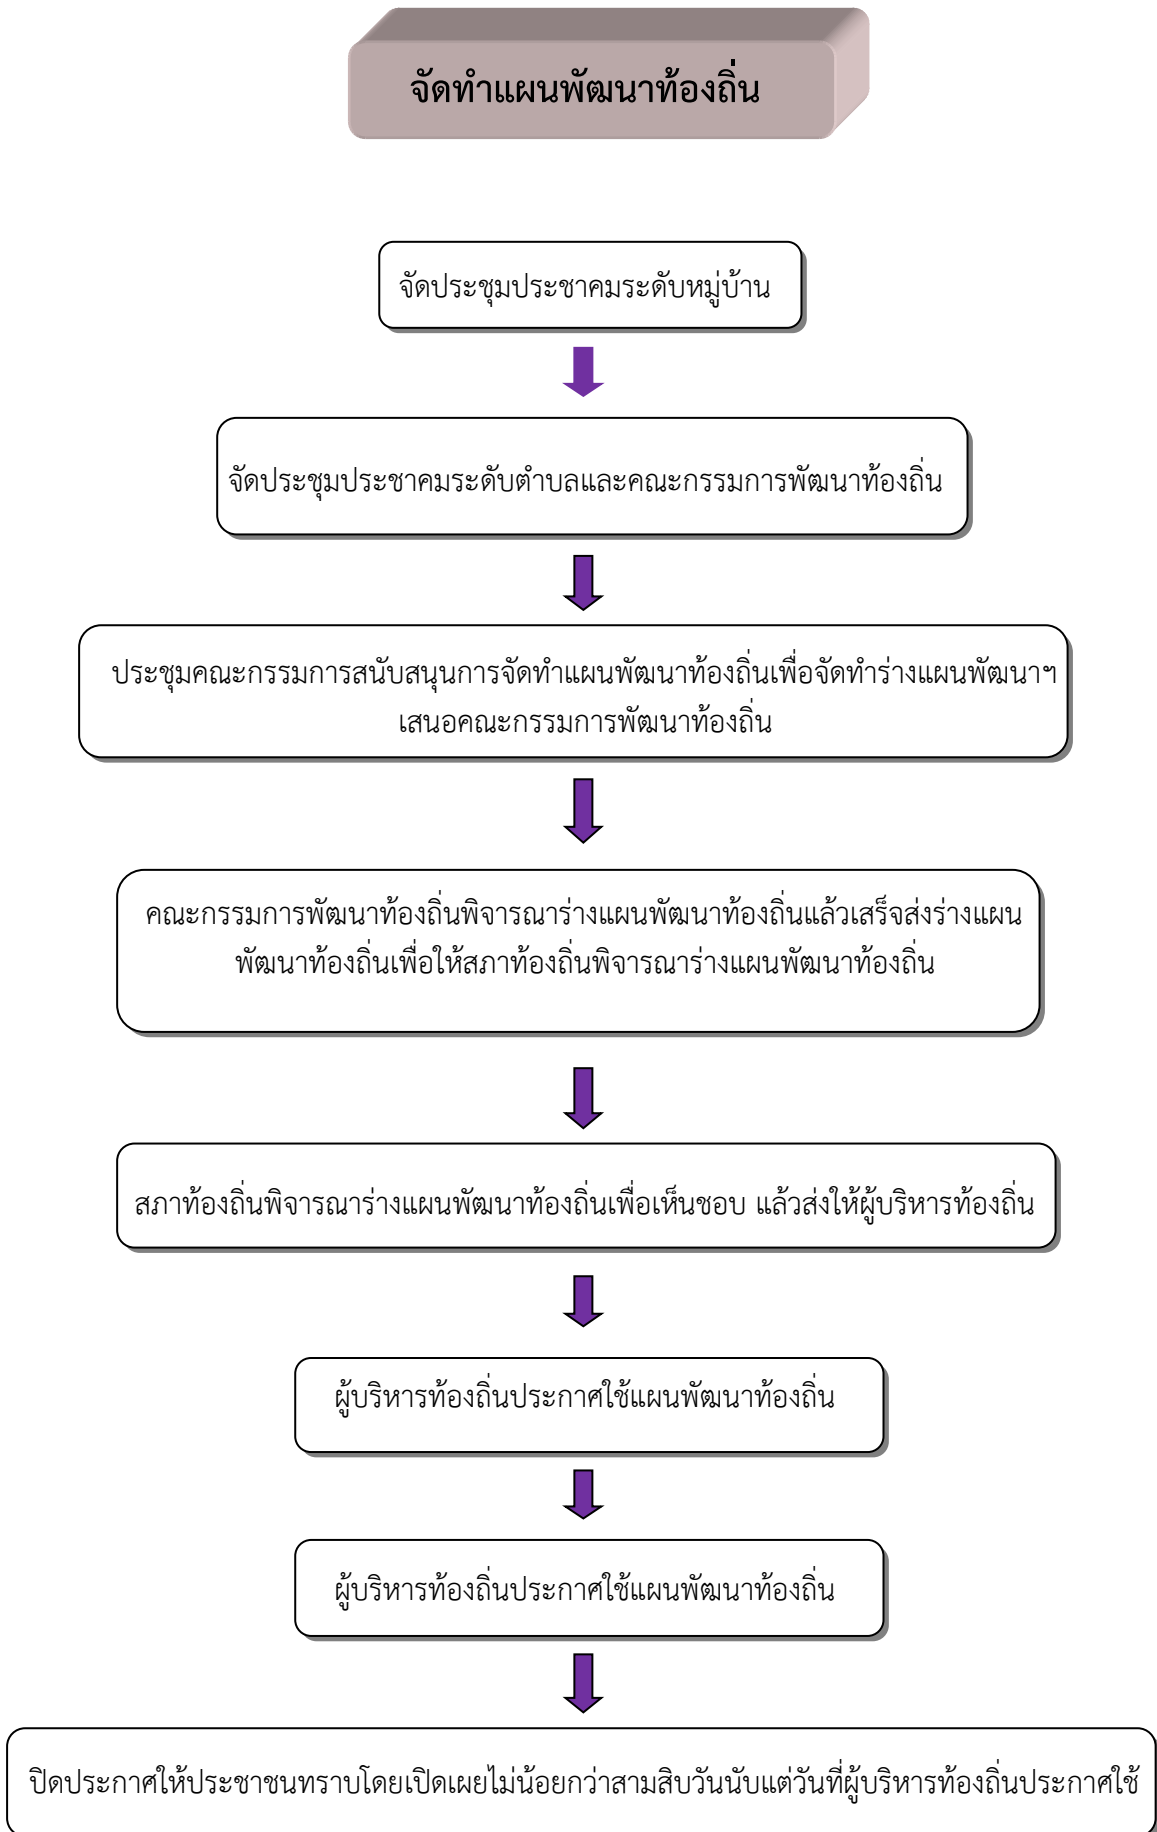 จัดทำแผนพัฒนาท้องถิ่น
จัดประชุมประชาคมระดับหมู่บ้าน
จัดประชุมประชาคมระดับตำบลและคณะกรรมการพัฒนาท้องถิ่น
ประชุมคณะกรรมการสนับสนุนการจัดทำแผนพัฒนาท้องถิ่นเพื่อจัดทำร่างแผนพัฒนาฯ
เสนอคณะกรรมการพัฒนาท้องถิ่น
คณะกรรมการพัฒนาท้องถิ่นพิจารณาร่างแผนพัฒนาท้องถิ่นแล้วเสร็จส่งร่างแผน
พัฒนาท้องถิ่นเพื่อให้สภาท้องถิ่นพิจารณาร่างแผนพัฒนาท้องถิ่น
สภาท้องถิ่นพิจารณาร่างแผนพัฒนาท้องถิ่นเพื่อเห็นชอบ แล้วส่งให้ผู้บริหารท้องถิ่น
ผู้บริหารท้องถิ่นประกาศใช้แผนพัฒนาท้องถิ่น
ผู้บริหารท้องถิ่นประกาศใช้แผนพัฒนาท้องถิ่น
ปิดประกาศให้ประชาชนทราบโดยเปิดเผยไม่น้อยกว่าสามสิบวันนับแต่วันที่ผู้บริหารท้องถิ่นประกาศใช้